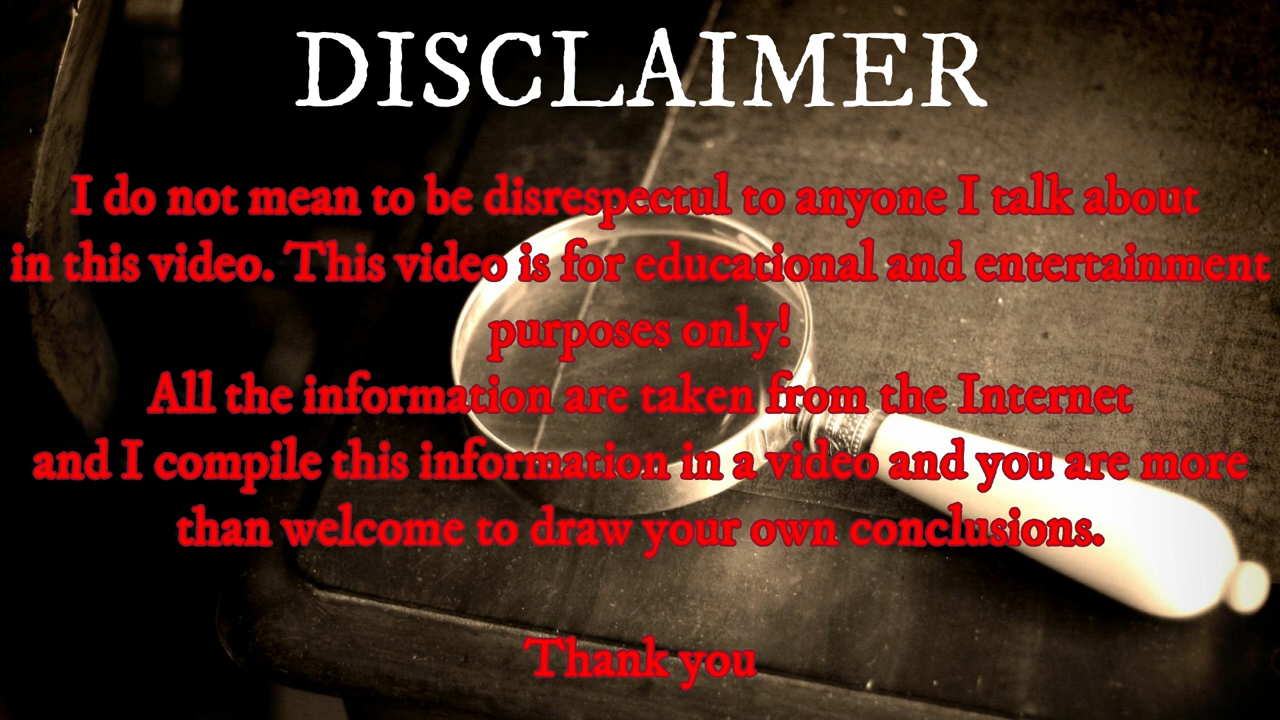 DISCLAIMER
I do not mean to be disrespectul to anyone I talk about
in this video. This video is for educational and entertainment
purposes only!
All the information are taken from the Internet
and I compile this information in a video and you are more
than welcome to draw your own conclusions.
Thank you